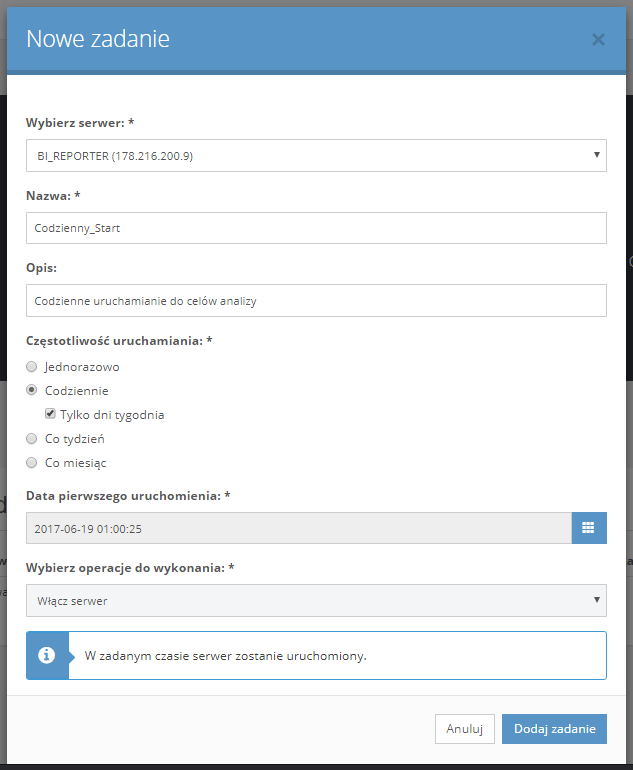 Nowe zadanie
Wybierz serwer: *
BI_REPORTER (178.216.200.9)
Nazwa: *
Codzienny_Start
Opis:
Codzienne uruchamianie do celów analizy
Częstotliwość uruchamiania: *
Jednorazowo
Codziennie
Tylko dni tygodnia
Co tydzień
Co miesiąc
Data pierwszego uruchomienia: *
2017-06-19 01:00:25
Wybierz operacje do wykonania: *
Włącz serwer
W zadanym czasie serwer zostanie uruchomiony.
Anuluj
Dodaj zadanie